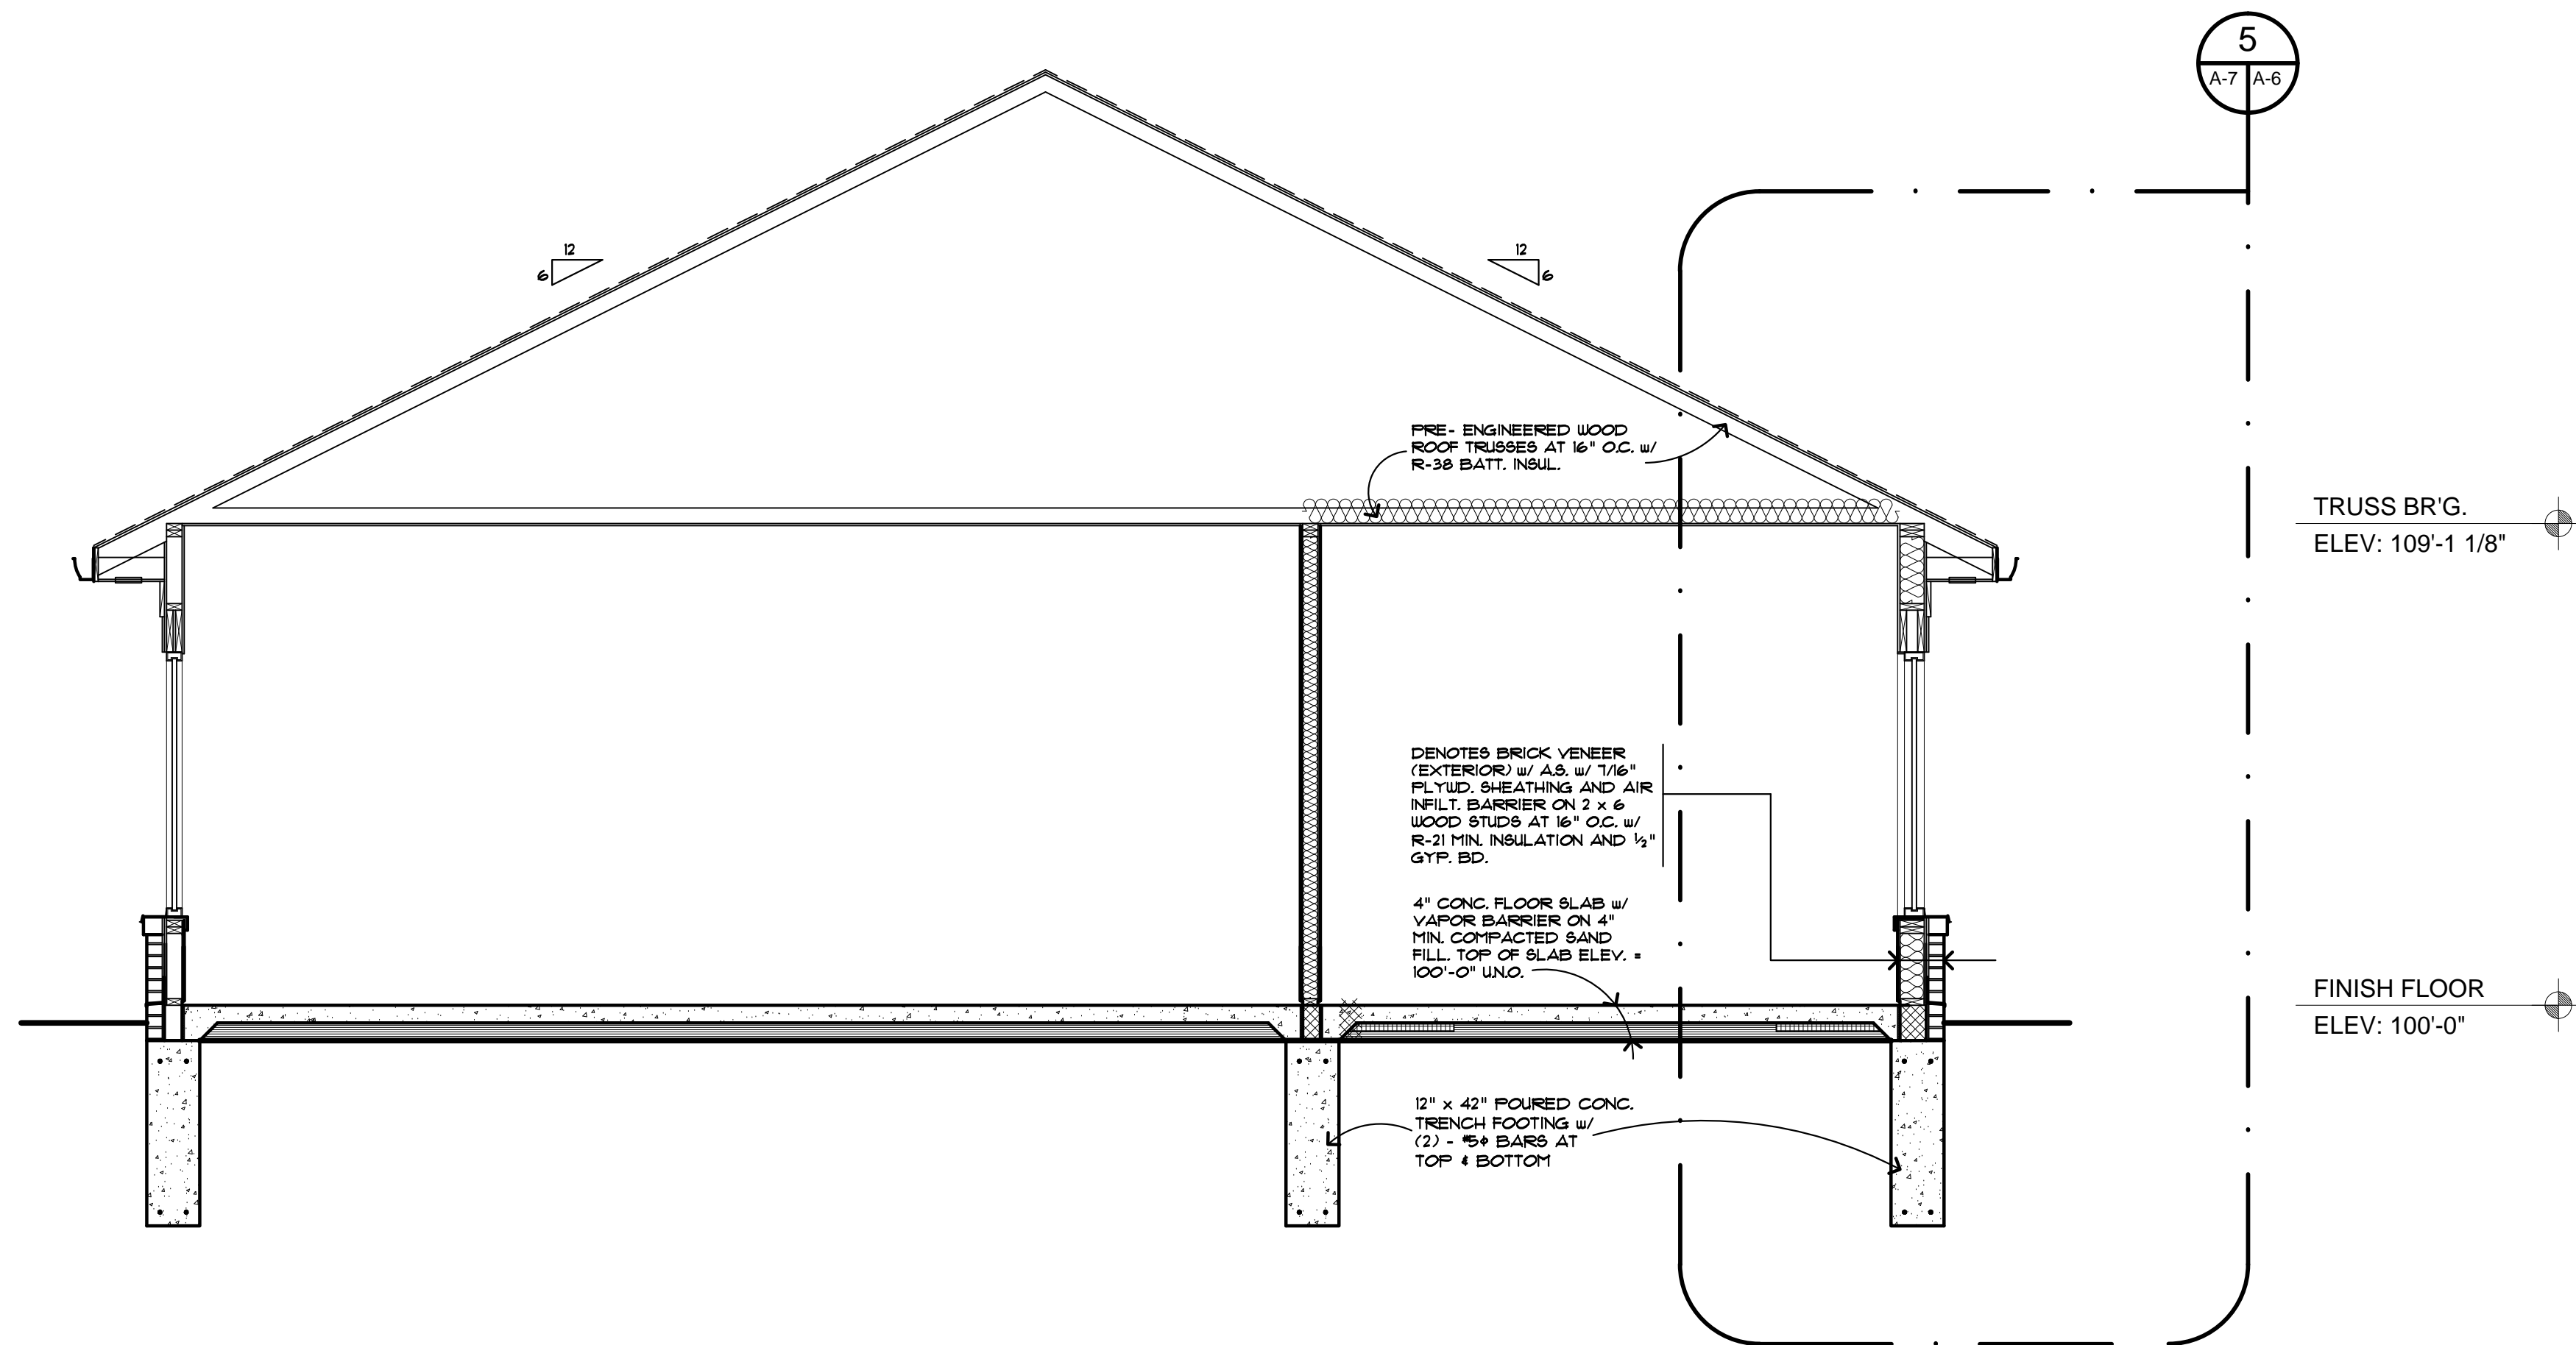 5
A-7 A-6
12
6
12
6
PRE- ENGINEERED WOOD
ROOF TRUSSES AT 16" O.C. w/
R-38 BATT. INSUL.
TRUSS BR'G.
ELEV: 109'-1 1/8"
DENOTES BRICK VENEER
(EXTERIOR) w/ A.S. w/ 7/16"
PLYWD. SHEATHING AND AIR
INFILT. BARRIER ON 2 x 6
WOOD STUDS AT 16" O.C. w/
R-21 MIN. INSULATION AND ½"
GYP. BD.
4" CONC. FLOOR SLAB w/
VAPOR BARRIER ON 4"
MIN. COMPACTED SAND
FILL. TOP OF SLAB ELEV. =
100'-0" U.N.O.
FINISH FLOOR
ELEV: 100'-0"
12" x 42" POURED CONC.
TRENCH FOOTING w/
(2) - #5φ BARS AT
TOP & BOTTOM